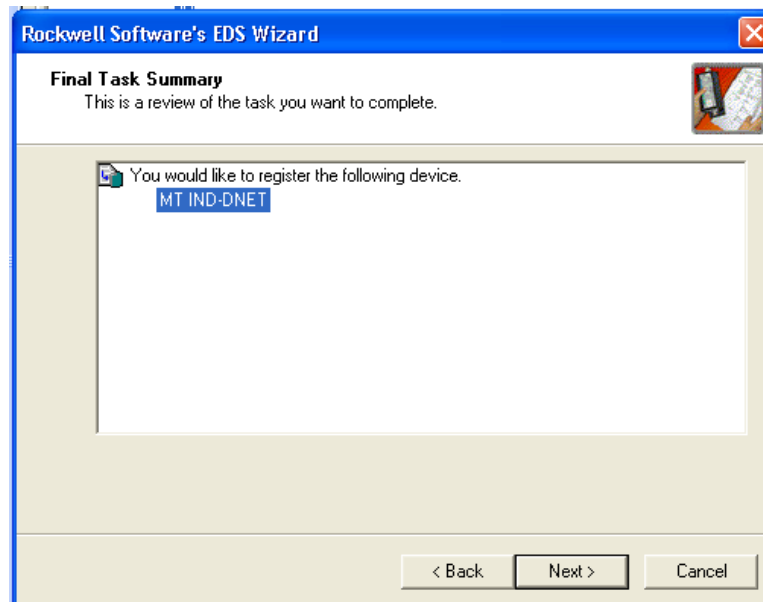 Rockwell Software's EDS Wizard
Final Task Summary
This is a review of the task you want to complete.
You would like to register the following device.
MT IND-DNET
< Back Next > Cancel